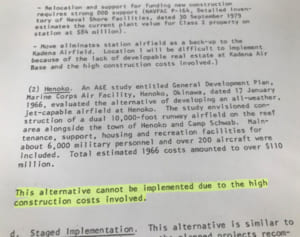 - Relocation and support for funding new construction
require strong OOD support (NAVFAC P-164, Detailed Inven-
tory of Naval Shore Facilities, dated 30 September 1975
estimates the current plant value for Class 2 property on
station at $84 million).
- Move eliminates station airfield as a back-up to the
Kadena Airfield. Location 1 will be difficult to implement
because of the lack of developable real estate at Kadena Air
Base and the high construction costs involved.)
(2) Henoko. An A&E study entitled General Development Plan,
Marine Corps Air Facility, Henoko, Okinawa, dated 17 January
1966, evaluated the alternative of developing an all-weather,
jet-capable airfield at Henoko. The study envisioned con-
struction of a dual 10,000-foot runway airfield on the reef
area alongside the town of Henoko and Camp Schwab. Main-
tenance, support, housing and recreation facilities for
about 6,000 military personnel and over 200 aircraft were
included. Total estimated 1966 costs amounted to over $110
million.
This alternative cannot be implemented due to the high
construction costs involved.
d. Staged Implementation. This alternative is similar to
the planned projects recom-